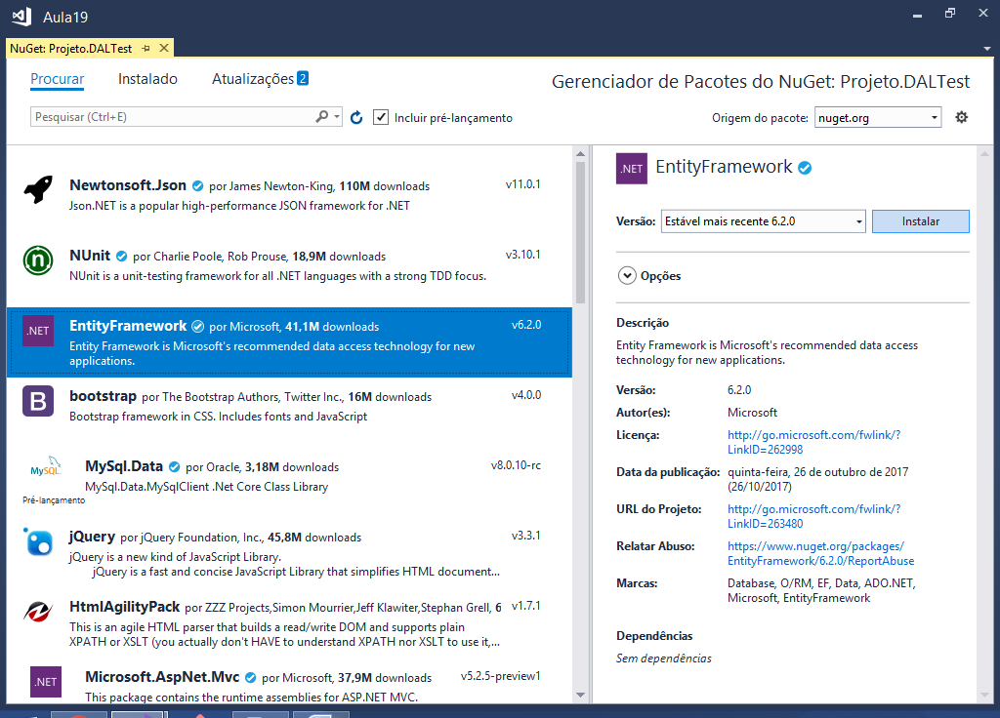 Aula19
NuGet: Projeto.DALTest
Procurar
Instalado
Atualizações 2
Gerenciador de Pacotes do NuGet: Projeto.DALTest
Pesquisar (Ctrl+E)
Incluir pré-lançamento
Origem do pacote: nuget.org
Newtonsoft.Json por James Newton-King, 110M downloads v11.0.1
Json.NET is a popular high-performance JSON framework for .NET
n
NUnit por Charlie Poole, Rob Prouse, 18,9M downloads v3.10.1
NUnit is a unit-testing framework for all .NET languages with a strong TDD focus.
.NET
EntityFramework por Microsoft, 41,1M downloads v6.2.0
Entity Framework is Microsoft's recommended data access technology for new
applications.
B
bootstrap por The Bootstrap Authors, Twitter Inc., 16M downloads v4.0.0
Bootstrap framework in CSS. Includes fonts and JavaScript
MySQL
Pré-lançamento
MySql.Data por Oracle, 3,18M downloads v8.0.10-rc
MySql.Data.MySqlClient .Net Core Class Library
jQuery por jQuery Foundation, Inc., 45,8M downloads v3.3.1
jQuery is a new kind of JavaScript Library.
jQuery is a fast and concise JavaScript Library that simplifies HTML document...
HtmlAgilityPack por ZZZ Projects,Simon Mourrier,Jeff Klawiter,Stephan Grell, 6 v1.7.1
This is an agile HTML parser that builds a read/write DOM and supports plain
XPATH or XSLT (you actually don't HAVE to understand XPATH nor XSLT to use it,...
.NET
Microsoft.AspNet.Mvc por Microsoft, 37,9M downloads v5.2.5-preview1
This package contains the runtime assemblies for ASP.NET MVC.
.NET
EntityFramework
Versão: Estável mais recente 6.2.0 Instalar
Opções
Descrição
Entity Framework is Microsoft's recommended data access
technology for new applications.
Versão: 6.2.0
Autor(es): Microsoft
Licença: http://go.microsoft.com/fwlink/?
LinkID=262998
Data da publicação: quinta-feira, 26 de outubro de 2017
(26/10/2017)
URL do Projeto: http://go.microsoft.com/fwlink/?
LinkID=263480
Relatar Abuso: https://www.nuget.org/packages/
EntityFramework/6.2.0/ReportAbuse
Marcas: Database, O/RM, EF, Data, ADO.NET,
Microsoft, EntityFramework
Dependências
Sem dependências